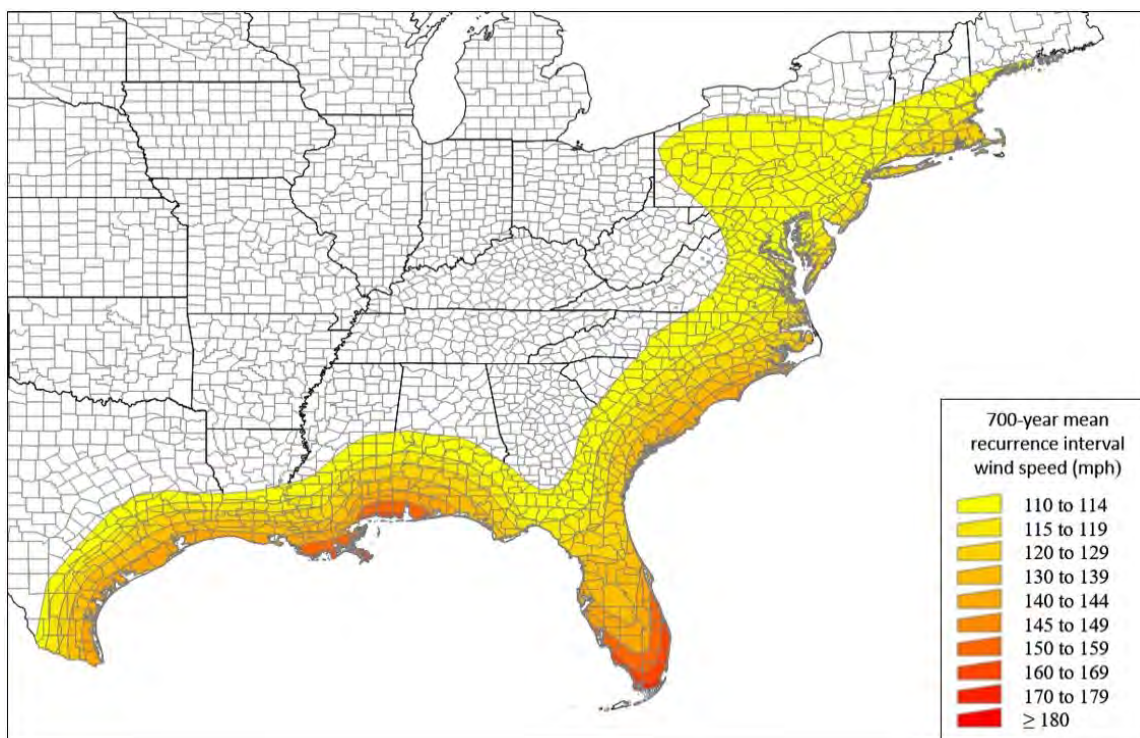 700-year mean
recurrence interval
wind speed (mph)
110 to 114
115 to 119
120 to 129
130 to 139
140 to 144
145 to 149
150 to 159
160 to 169
170 to 179
≥ 180